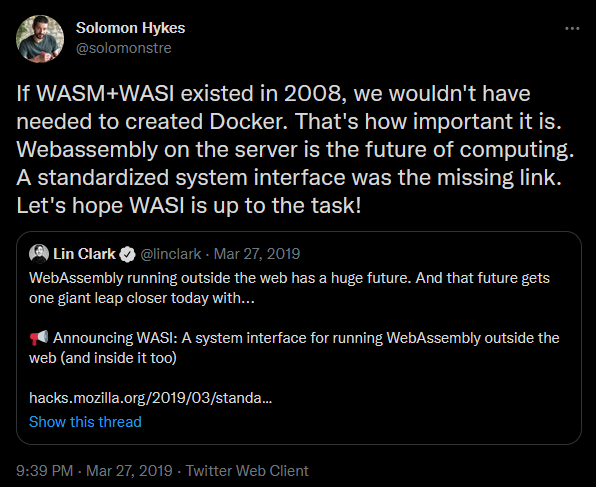 Solomon Hykes
@solomonstre
If WASM+WASI existed in 2008, we wouldn't have
needed to created Docker. That's how important it is.
Webassembly on the server is the future of computing.
A standardized system interface was the missing link.
Let's hope WASI is up to the task!
Lin Clark @linclark · Mar 27, 2019
WebAssembly running outside the web has a huge future. And that future gets
one giant leap closer today with...
📢 Announcing WASI: A system interface for running WebAssembly outside the
web (and inside it too)
hacks.mozilla.org/2019/03/standa...
Show this thread
9:39 PM · Mar 27, 2019 · Twitter Web Client